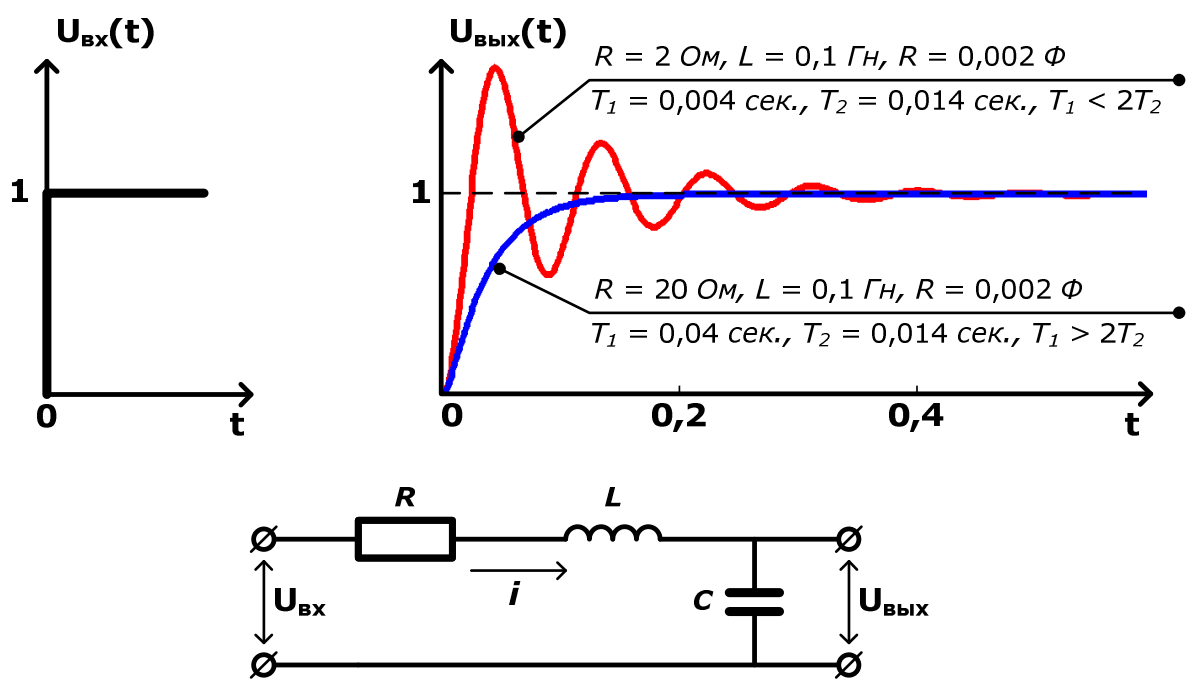 Uвх(t)
1
0
t
Uвых(t)
R = 2 Ом, L = 0,1 Гн, R = 0,002 Ф
T1 = 0,004 сек., T2 = 0,014 сек., T1 < 2T2
1
R = 20 Ом, L = 0,1 Гн, R = 0,002 Ф
T1 = 0,04 сек., T2 = 0,014 сек., T1 > 2T2
0
0,2
0,4
t
R
L
i
C
Uвх
Uвых